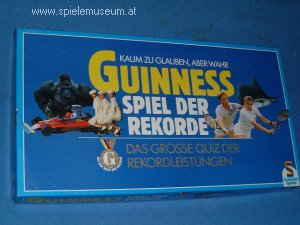 www.spielemuseum.at
KAUM ZU GLAUBEN, ABER WAHR
GUINNESS
SPIEL DER
REKORDE
DAS GROSSE QUIZ DER
REKORDLEISTUNGEN
G
S